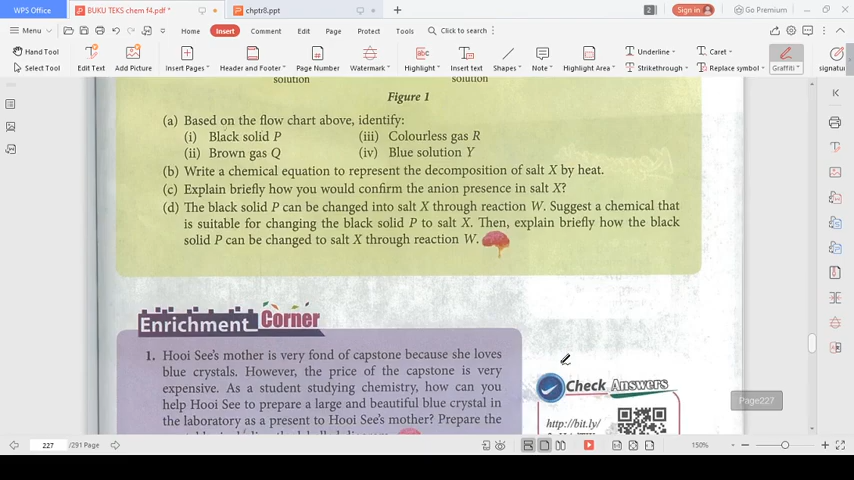 WPS Office
BUKU TEKS chem f4.pdf *
chptr8.ppt
+
2
Sign in
Go Premium
Menu
Home
Insert
Comment
Edit
Page
Protect
Tools
Click to search
Hand Tool
Select Tool
Edit Text
Add Text
Insert Pages
Header and Footer
Page Number
Watermark
Highlight
Insert text
Shapes
Note
Highlight Area
Underline
Strikethrough
Caret
Replace symbol
Graffiti
signatu
solution
solution
Figure 1
(a) Based on the flow chart above, identify:
(i) Black solid P (iii) Colourless gas R
(ii) Brown gas Q (iv) Blue solution Y
(b) Write a chemical equation to represent the decomposition of salt X by heat.
(c) Explain briefly how you would confirm the anion presence in salt X?
(d) The black solid P can be changed into salt X through reaction W. Suggest a chemical that
is suitable for changing the black solid P to salt X. Then, explain briefly how the black
solid P can be changed to salt X through reaction W.
Enrichment Corner
1. Hooi See's mother is very fond of capstone because she loves
blue crystals. However, the price of the capstone is very
expensive. As a student studying chemistry, how can you
help Hooi See to prepare a large and beautiful blue crystal in
the laboratory as a present to Hooi See's mother? Prepare the
Check Answers
http://bit.ly/
Page227
227 /291 Page
150%